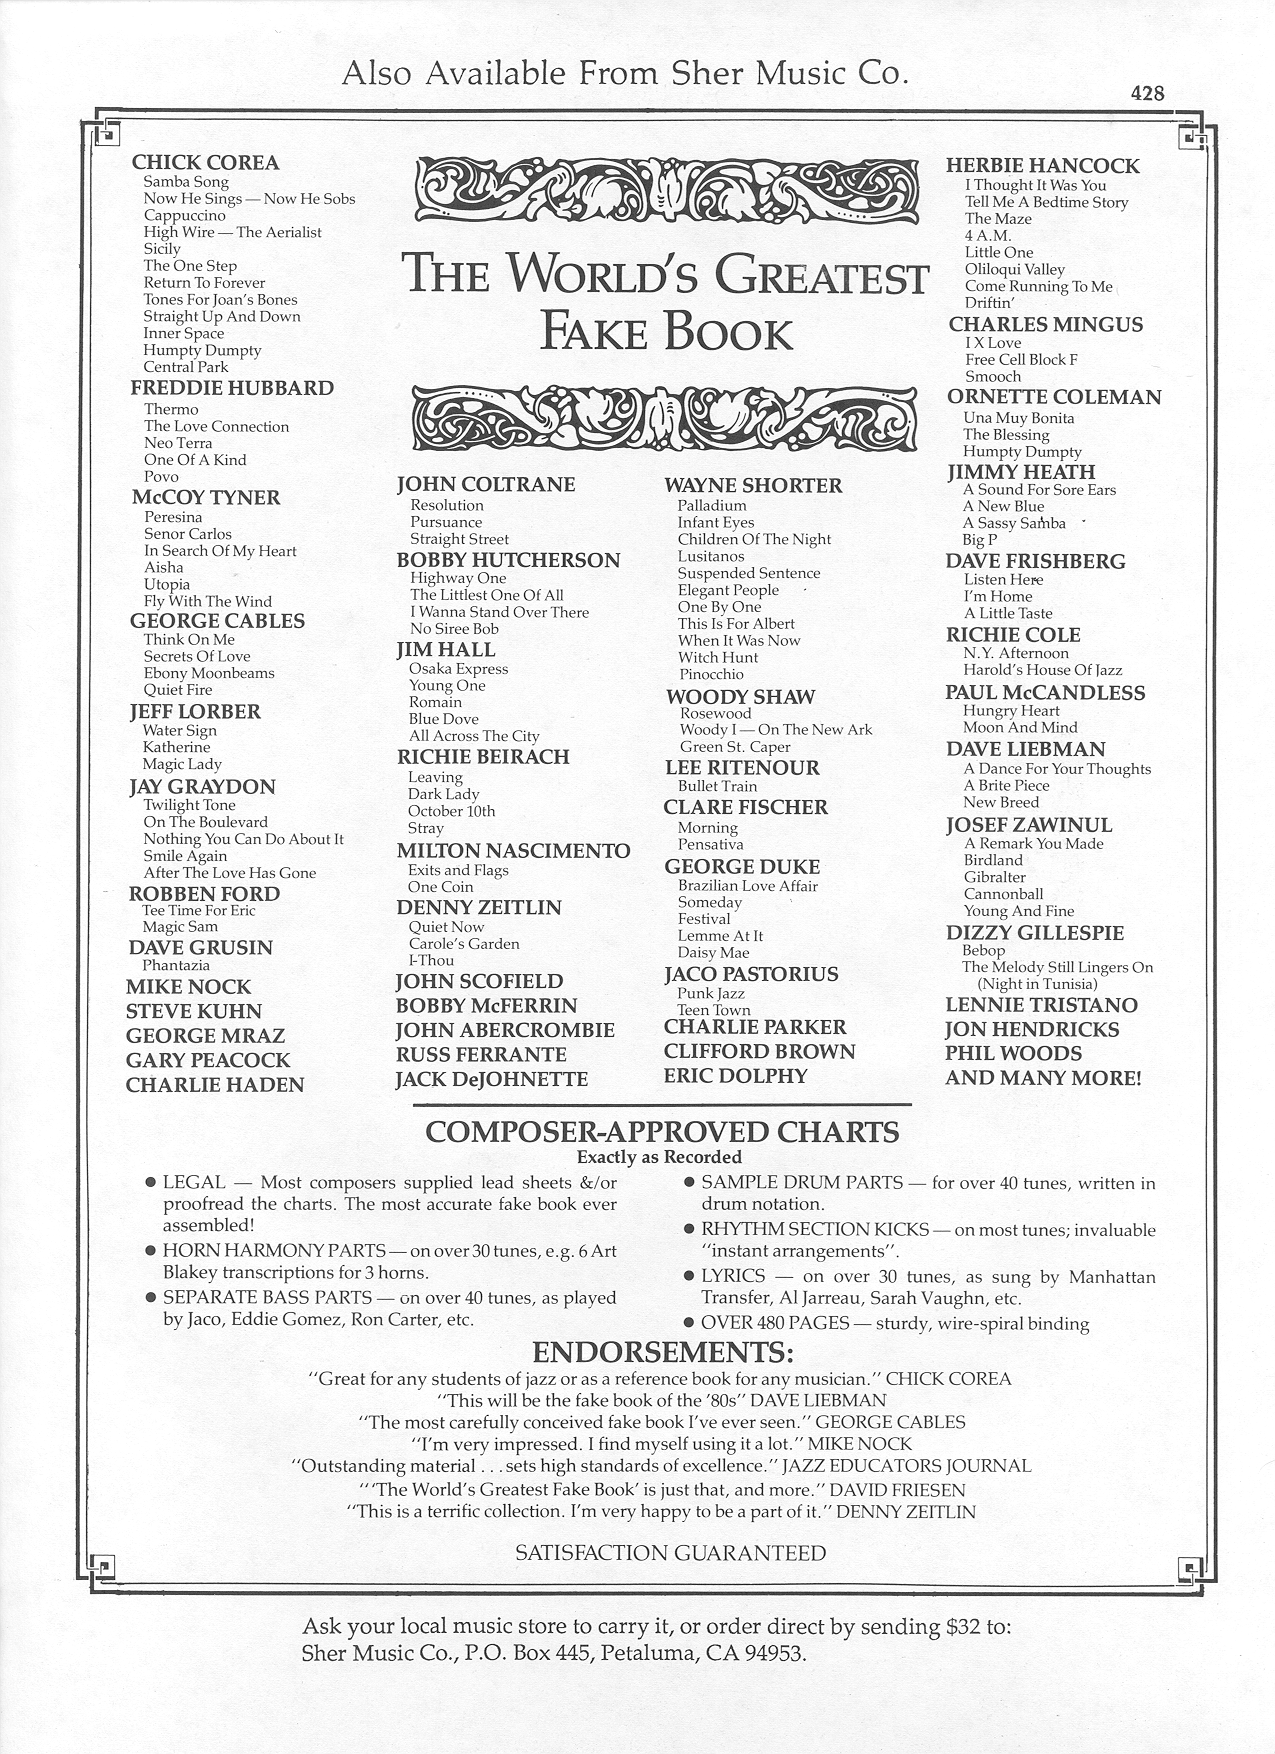 Also Available From Sher Music Co.
428
CHICK COREA
Samba Song
Now He Sings — Now He Sobs
Cappuccino
High Wire — The Aerialist
Sicily
The One Step
Return To Forever
Tones For Joan's Bones
Straight Up And Down
Inner Space
Humpty Dumpty
Central Park
FREDDIE HUBBARD
Thermo
The Love Connection
Neo Terra
One Of A Kind
Povo
McCOY TYNER
Peresina
Senor Carlos
In Search Of My Heart
Aisha
Utopia
Fly With The Wind
GEORGE CABLES
Think On Me
Secrets Of Love
Ebony Moonbeams
Quiet Fire
JEFF LORBER
Water Sign
Katherine
Magic Lady
JAY GRAYDON
Twilight Tone
On The Boulevard
Nothing You Can Do About It
Smile Again
After The Love Has Gone
ROBBEN FORD
Tee Time For Eric
Magic Sam
DAVE GRUSIN
Phantazia
MIKE NOCK
STEVE KUHN
GEORGE MRAZ
GARY PEACOCK
CHARLIE HADEN
THE WORLD'S GREATEST
FAKE BOOK
JOHN COLTRANE
Resolution
Pursuance
Straight Street
BOBBY HUTCHERSON
Highway One
The Littlest One Of All
I Wanna Stand Over There
No Siree Bob
JIM HALL
Osaka Express
Young One
Romain
Blue Dove
All Across The City
RICHIE BEIRACH
Leaving
Dark Lady
October 10th
Stray
MILTON NASCIMENTO
Exits and Flags
One Coin
DENNY ZEITLIN
Quiet Now
Carole's Garden
I-Thou
JOHN SCOFIELD
BOBBY McFERRIN
JOHN ABERCROMBIE
RUSS FERRANTE
JACK DeJOHNETTE
WAYNE SHORTER
Palladium
Infant Eyes
Children Of The Night
Lusitanos
Suspended Sentence
Elegant People
One By One
This Is For Albert
When It Was Now
Witch Hunt
Pinocchio
WOODY SHAW
Rosewood
Woody I — On The New Ark
Green St. Caper
LEE RITENOUR
Bullet Train
CLARE FISCHER
Morning
Pensativa
GEORGE DUKE
Brazilian Love Affair
Someday
Festival
Lemme At It
Daisy Mae
JACO PASTORIUS
Punk Jazz
Teen Town
CHARLIE PARKER
CLIFFORD BROWN
ERIC DOLPHY
HERBIE HANCOCK
I Thought It Was You
Tell Me A Bedtime Story
The Maze
4 A.M.
Little One
Oliloqui Valley
Come Running To Me
Driftin'
CHARLES MINGUS
I X Love
Free Cell Block F
Smooch
ORNETTE COLEMAN
Una Muy Bonita
The Blessing
Humpty Dumpty
JIMMY HEATH
A Sound For Sore Ears
A New Blue
A Sassy Samba
Big P
DAVE FRISHBERG
Listen Here
I'm Home
A Little Taste
RICHIE COLE
N.Y. Afternoon
Harold's House Of Jazz
PAUL McCANDLESS
Hungry Heart
Moon And Mind
DAVE LIEBMAN
A Dance For Your Thoughts
A Brite Piece
New Breed
JOSEF ZAWINUL
A Remark You Made
Birdland
Gibralter
Cannonball
Young And Fine
DIZZY GILLESPIE
Bebop
The Melody Still Lingers On
(Night in Tunisia)
LENNIE TRISTANO
JON HENDRICKS
PHIL WOODS
AND MANY MORE!
COMPOSER-APPROVED CHARTS
Exactly as Recorded
● LEGAL — Most composers supplied lead sheets &/or
proofread the charts. The most accurate fake book ever
assembled!
● HORN HARMONY PARTS — on over 30 tunes, e.g. 6 Art
Blakey transcriptions for 3 horns.
● SEPARATE BASS PARTS — on over 40 tunes, as played
by Jaco, Eddie Gomez, Ron Carter, etc.
● SAMPLE DRUM PARTS — for over 40 tunes, written in
drum notation.
● RHYTHM SECTION KICKS — on most tunes; invaluable
"instant arrangements".
● LYRICS — on over 30 tunes, as sung by Manhattan
Transfer, Al Jarreau, Sarah Vaughn, etc.
● OVER 480 PAGES — sturdy, wire-spiral binding
ENDORSEMENTS:
"Great for any students of jazz or as a reference book for any musician." CHICK COREA
"This will be the fake book of the '80s" DAVE LIEBMAN
"The most carefully conceived fake book I've ever seen." GEORGE CABLES
"I'm very impressed. I find myself using it a lot." MIKE NOCK
"Outstanding material . . . sets high standards of excellence." JAZZ EDUCATORS JOURNAL
"'The World's Greatest Fake Book' is just that, and more." DAVID FRIESEN
"This is a terrific collection. I'm very happy to be a part of it." DENNY ZEITLIN
SATISFACTION GUARANTEED
Ask your local music store to carry it, or order direct by sending $32 to:
Sher Music Co., P.O. Box 445, Petaluma, CA 94953.